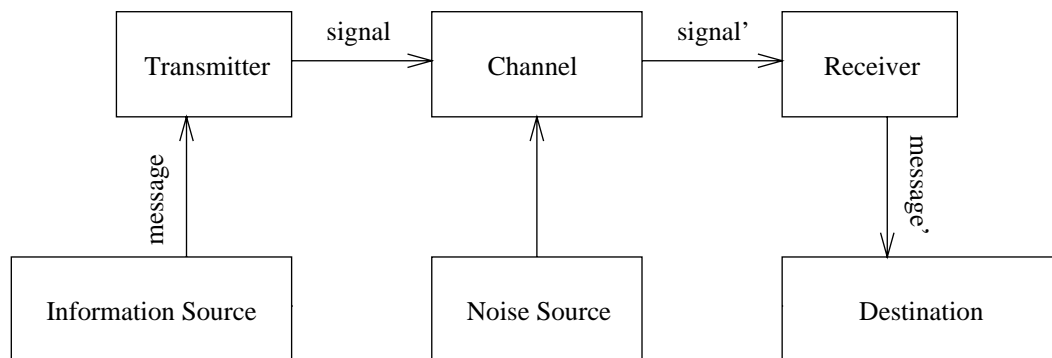 signal
signal’
Transmitter
Channel
Receiver
message
message’
Information Source
Noise Source
Destination